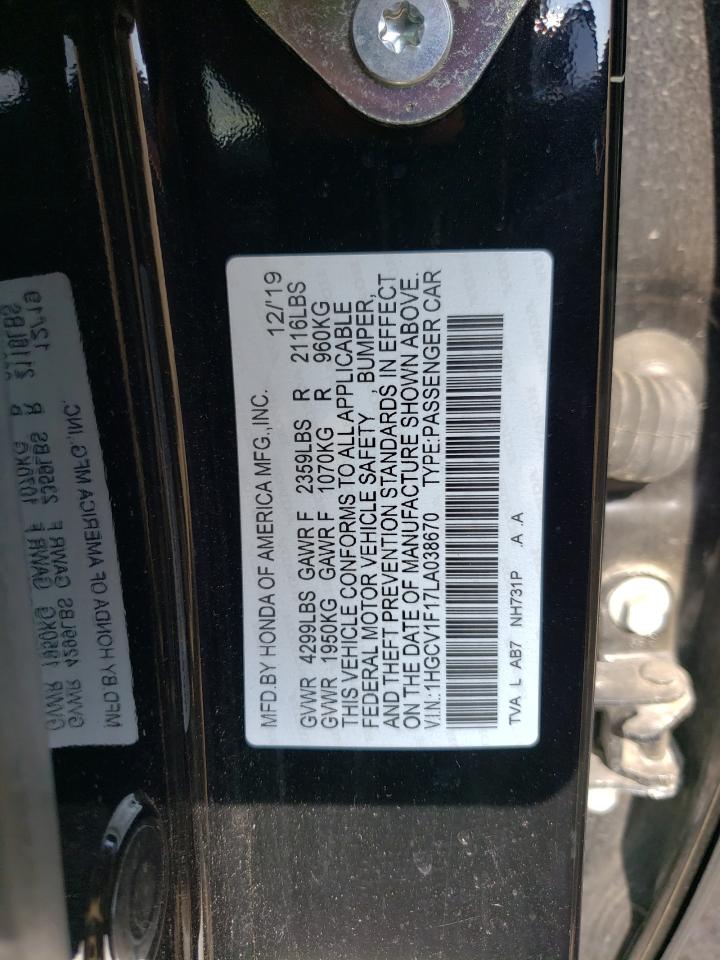 MFD.BY HONDA OF AMERICA MFG.,INC. 12/'19
GVWR 4299LBS GAWR F 2359LBS R 2116LBS
GVWR 1950KG GAWR F 1070KG R 960KG
THIS VEHICLE CONFORMS TO ALL APPLICABLE
FEDERAL MOTOR VEHICLE SAFETY , BUMPER,
AND THEFT PREVENTION STANDARDS IN EFFECT
ON THE DATE OF MANUFACTURE SHOWN ABOVE.
V.I.N.:1HGCV1F17LA038670 TYPE:PASSENGER CAR
TVA L AB7 NH731P .A .A